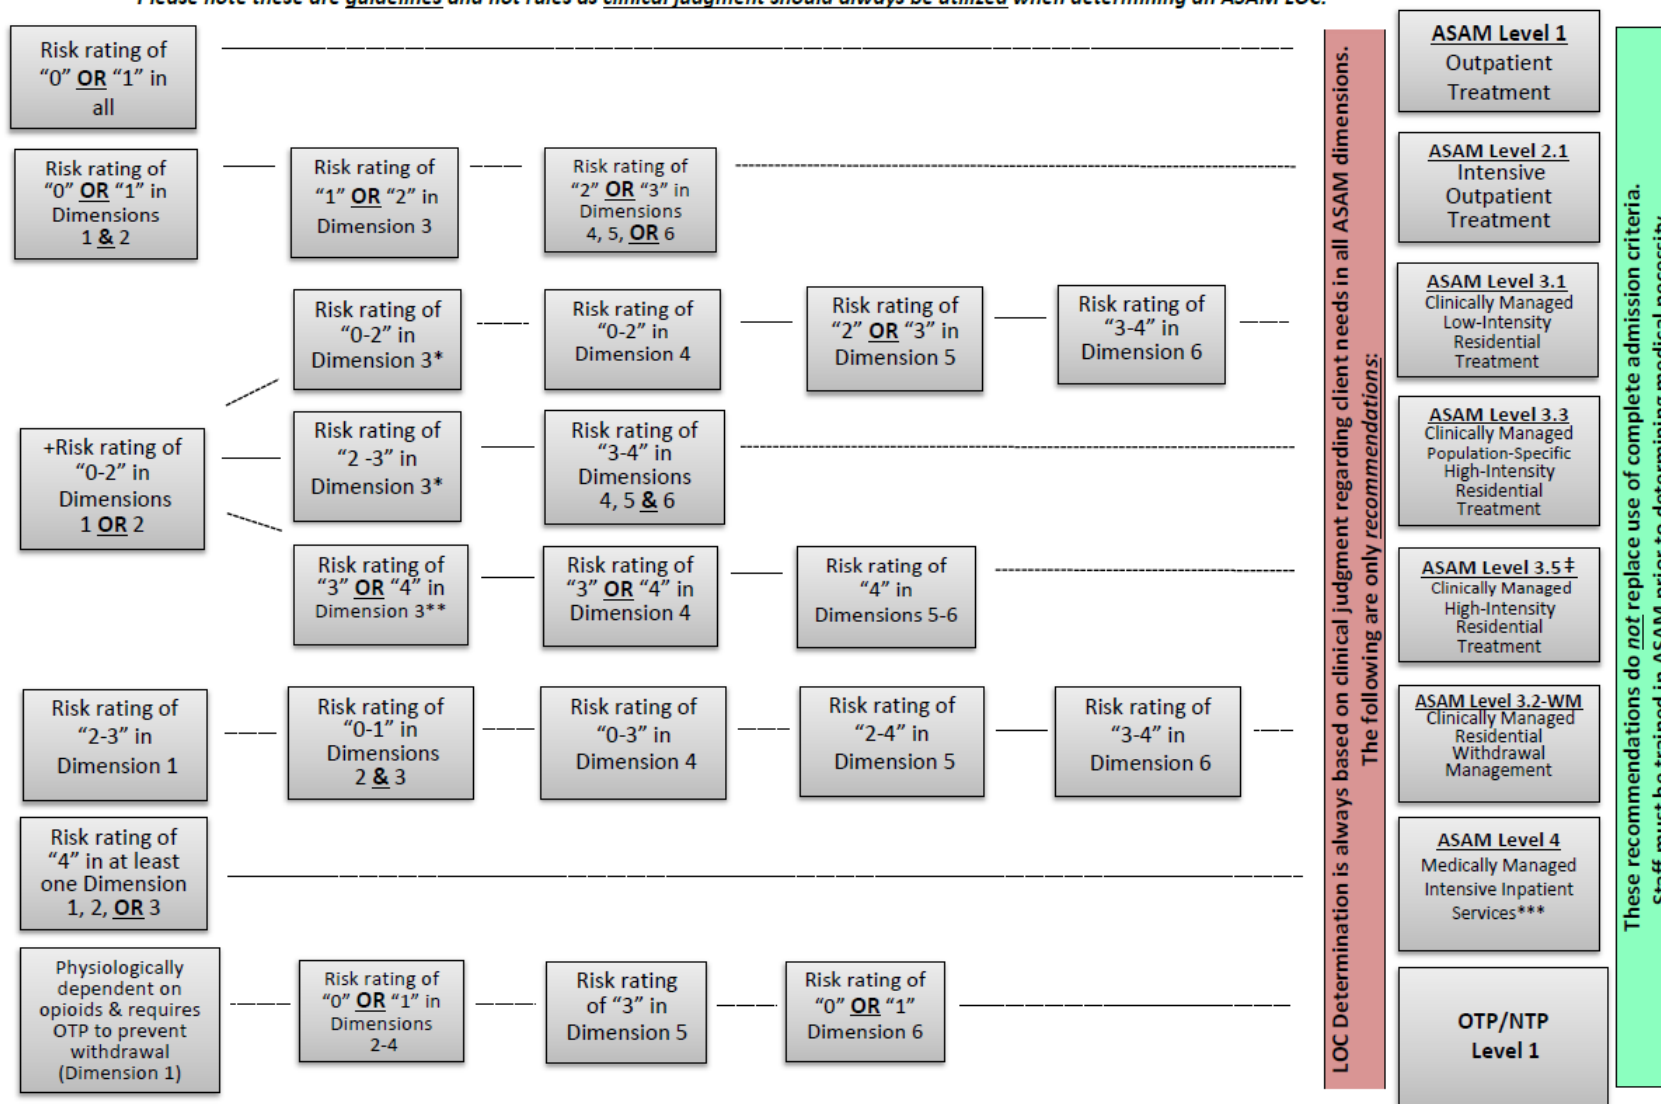 Please note these are guidelines and not rules as clinical judgment should always be utilized when determining an ASAM LOC.
Risk rating of
“0” OR “1” in
all
ASAM Level 1
Outpatient
Treatment
Risk rating of
“0” OR “1” in
Dimensions
1 & 2
Risk rating of
“1” OR “2” in
Dimension 3
Risk rating of
“2” OR “3” in
Dimensions
4, 5, OR 6
ASAM Level 2.1
Intensive
Outpatient
Treatment
+Risk rating of
“0-2” in
Dimensions
1 OR 2
Risk rating of
“0-2” in
Dimension 3*
Risk rating of
“0-2” in
Dimension 4
Risk rating of
“2” OR “3” in
Dimension 5
Risk rating of
“3-4” in
Dimension 6
ASAM Level 3.1
Clinically Managed
Low-Intensity
Residential
Treatment
Risk rating of
“2 -3” in
Dimension 3*
Risk rating of
“3-4” in
Dimensions
4, 5 & 6
ASAM Level 3.3
Clinically Managed
Population-Specific
High-Intensity
Residential
Treatment
Risk rating of
“3” OR “4” in
Dimension 3**
Risk rating of
“3” OR “4” in
Dimension 4
Risk rating of
“4” in
Dimensions 5-6
ASAM Level 3.5‡
Clinically Managed
High-Intensity
Residential
Treatment
Risk rating of
“2-3” in
Dimension 1
Risk rating of
“0-1” in
Dimensions
2 & 3
Risk rating of
“0-3” in
Dimension 4
Risk rating of
“2-4” in
Dimension 5
Risk rating of
“3-4” in
Dimension 6
ASAM Level 3.2-WM
Clinically Managed
Residential
Withdrawal
Management
Risk rating of
“4” in at least
one Dimension
1, 2, OR 3
ASAM Level 4
Medically Managed
Intensive Inpatient
Services***
Physiologically
dependent on
opioids & requires
OTP to prevent
withdrawal
(Dimension 1)
Risk rating of
“0” OR “1” in
Dimensions
2-4
Risk rating
of “3” in
Dimension 5
Risk rating of
“0” OR “1”
Dimension 6
OTP/NTP
Level 1
LOC Determination is always based on clinical judgment regarding client needs in all ASAM dimensions.
The following are only recommendations:
These recommendations do not replace use of complete admission criteria.
Staff must be trained in ASAM prior to determining medical necessity